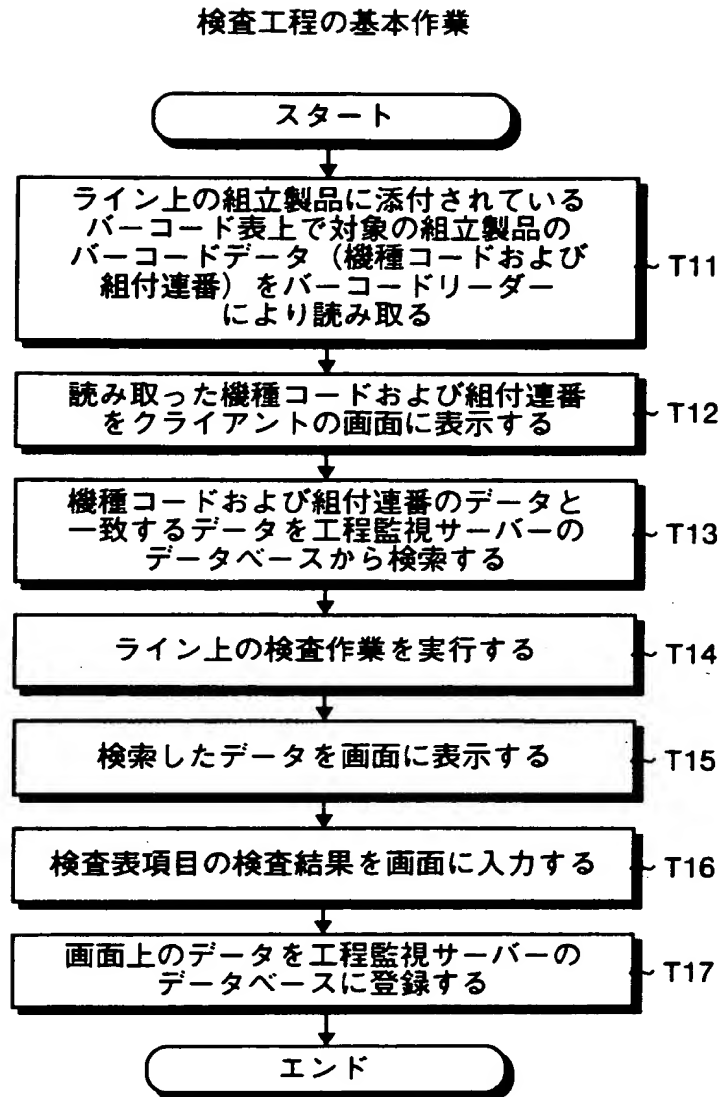 検査工程の基本作業
スタート
ライン上の組立製品に添付されている
バーコード表上で対象の組立製品の
バーコードデータ（機種コードおよび
組付連番）をバーコードリーダー
により読み取る
T11
読み取った機種コードおよび組付連番
をクライアントの画面に表示する
T12
機種コードおよび組付連番のデータと
一致するデータを工程監視サーバーの
データベースから検索する
T13
ライン上の検査作業を実行する
T14
検索したデータを画面に表示する
T15
検査表項目の検査結果を画面に入力する
T16
画面上のデータを工程監視サーバーの
データベースに登録する
T17
エンド